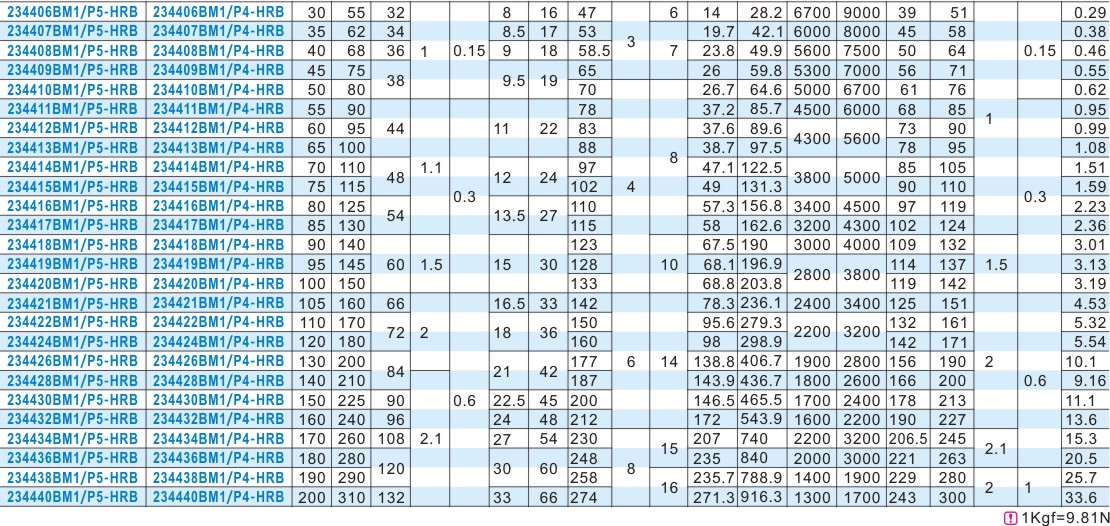 234406BM1/P5-HRB 234406BM1/P4-HRB 30 55 32 8 16 47 6 14 28.2 6700 9000 39 51 0.29
234407BM1/P5-HRB 234407BM1/P4-HRB 35 62 34 8.5 17 53 3 19.7 42.1 6000 8000 45 58 0.38
234408BM1/P5-HRB 234408BM1/P4-HRB 40 68 36 1 0.15 9 18 58.5 7 23.8 49.9 5600 7500 50 64 0.15 0.46
234409BM1/P5-HRB 234409BM1/P4-HRB 45 75 38 9.5 19 65 26 59.8 5300 7000 56 71 0.55
234410BM1/P5-HRB 234410BM1/P4-HRB 50 80 70 26.7 64.6 5000 6700 61 76 0.62
234411BM1/P5-HRB 234411BM1/P4-HRB 55 90 78 37.2 85.7 4500 6000 68 85 1 0.95
234412BM1/P5-HRB 234412BM1/P4-HRB 60 95 44 11 22 83 37.6 89.6 4300 5600 73 90 0.99
234413BM1/P5-HRB 234413BM1/P4-HRB 65 100 88 8 38.7 97.5 78 95 1.08
234414BM1/P5-HRB 234414BM1/P4-HRB 70 110 48 1.1 12 24 97 47.1 122.5 3800 5000 85 105 1.51
234415BM1/P5-HRB 234415BM1/P4-HRB 75 115 0.3 102 4 49 131.3 90 110 0.3 1.59
234416BM1/P5-HRB 234416BM1/P4-HRB 80 125 54 13.5 27 110 57.3 156.8 3400 4500 97 119 2.23
234417BM1/P5-HRB 234417BM1/P4-HRB 85 130 115 58 162.6 3200 4300 102 124 2.36
234418BM1/P5-HRB 234418BM1/P4-HRB 90 140 123 67.5 190 3000 4000 109 132 3.01
234419BM1/P5-HRB 234419BM1/P4-HRB 95 145 60 1.5 15 30 128 10 68.1 196.9 2800 3800 114 137 1.5 3.13
234420BM1/P5-HRB 234420BM1/P4-HRB 100 150 133 68.8 203.8 119 142 3.19
234421BM1/P5-HRB 234421BM1/P4-HRB 105 160 66 16.5 33 142 78.3 236.1 2400 3400 125 151 4.53
234422BM1/P5-HRB 234422BM1/P4-HRB 110 170 72 2 18 36 150 95.6 279.3 2200 3200 132 161 5.32
234424BM1/P5-HRB 234424BM1/P4-HRB 120 180 160 98 298.9 142 171 5.54
234426BM1/P5-HRB 234426BM1/P4-HRB 130 200 84 21 42 177 6 14 138.8 406.7 1900 2800 156 190 2 10.1
234428BM1/P5-HRB 234428BM1/P4-HRB 140 210 187 143.9 436.7 1800 2600 166 200 0.6 9.16
234430BM1/P5-HRB 234430BM1/P4-HRB 150 225 90 0.6 22.5 45 200 146.5 465.5 1700 2400 178 213 11.1
234432BM1/P5-HRB 234432BM1/P4-HRB 160 240 96 24 48 212 172 543.9 1600 2200 190 227 13.6
234434BM1/P5-HRB 234434BM1/P4-HRB 170 260 108 2.1 27 54 230 15 207 740 2200 3200 206.5 245 2.1 15.3
234436BM1/P5-HRB 234436BM1/P4-HRB 180 280 120 30 60 248 8 235 840 2000 3000 221 263 20.5
234438BM1/P5-HRB 234438BM1/P4-HRB 190 290 258 16 235.7 788.9 1400 1900 229 280 2 1 25.7
234440BM1/P5-HRB 234440BM1/P4-HRB 200 310 132 33 66 274 271.3 916.3 1300 1700 243 300 33.6
! 1Kgf=9.81N